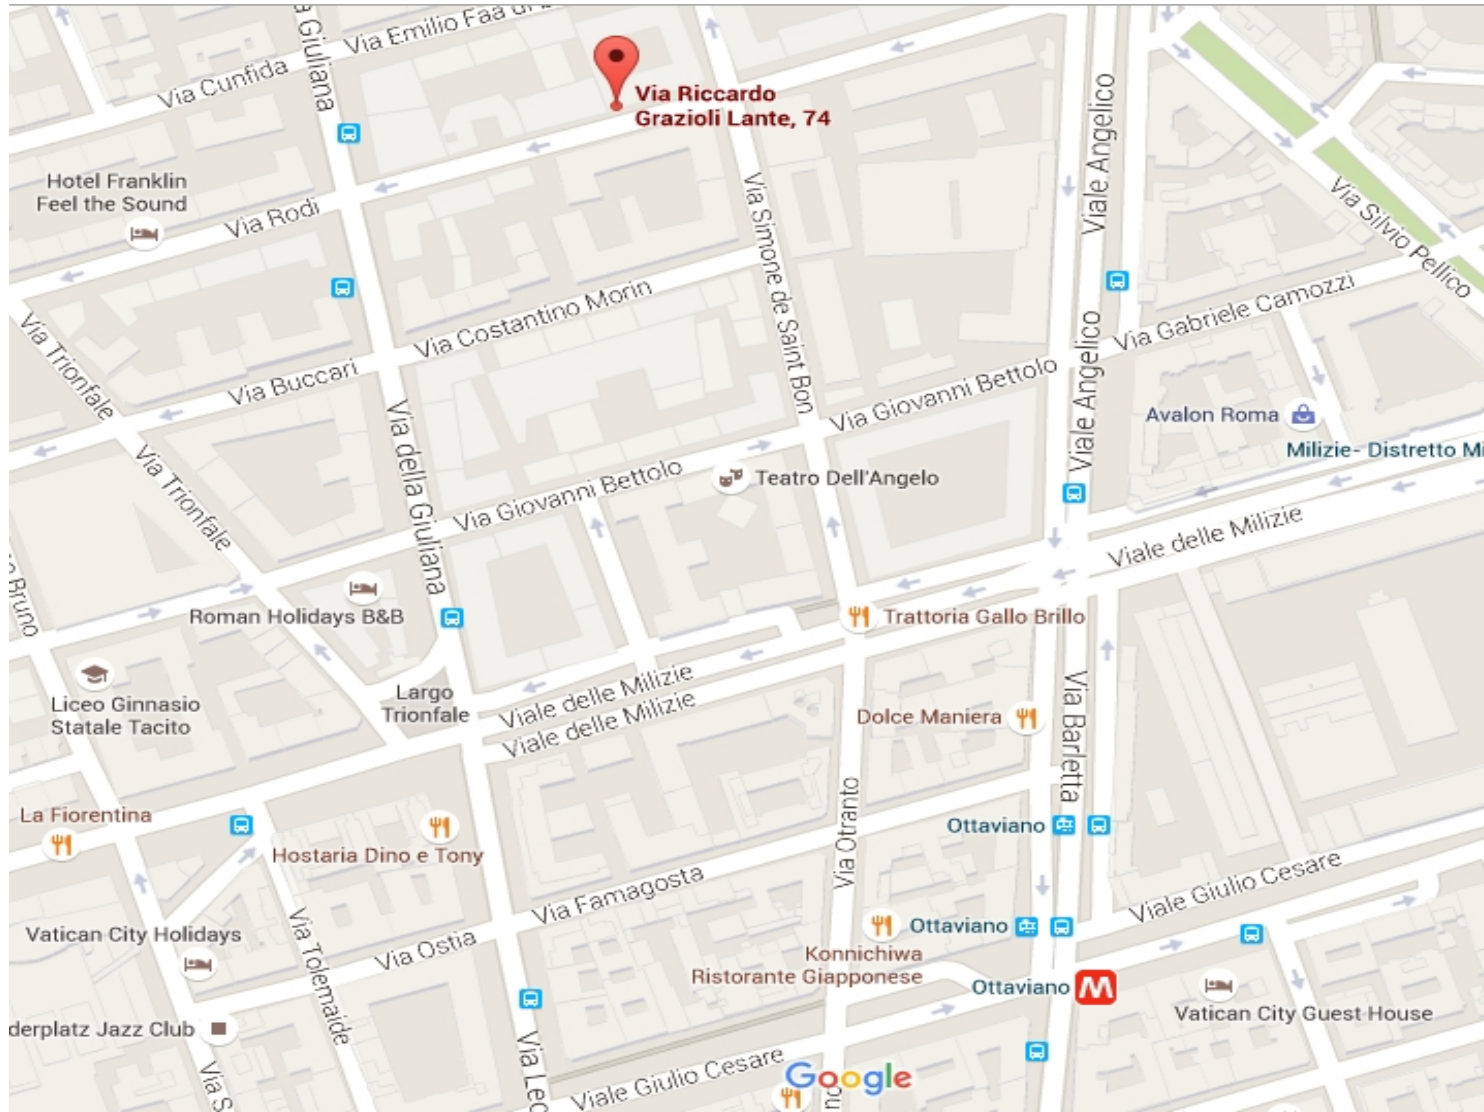 a Giuliana
Via Emilio Faà di
Via Cunfida
Via Riccardo
Grazioli Lante, 74
Viale Angelico
Hotel Franklin
Feel the Sound
Via Rodi
Via Simone de Saint Bon
Via Silvio Pellico
Via Costantino Morin
Via Gabriele Camozzi
Via Trionfale
Via Buccari
Viale Angelico
Via Giovanni Bettolo
Avalon Roma
Via della Giuliana
Milizie- Distretto Mi
Via Trionfale
Via Giovanni Bettolo
Teatro Dell'Angelo
Viale delle Milizie
o Bruno
Roman Holidays B&B
Trattoria Gallo Brillo
Liceo Ginnasio
Statale Tacito
Largo
Trionfale
Viale delle Milizie
Viale delle Milizie
Dolce Maniera
Via Barletta
La Fiorentina
Hostaria Dino e Tony
Via Otranto
Ottaviano
Via Famagosta
Viale Giulio Cesare
Vatican City Holidays
Via Ostia
Via Tolemaide
Ottaviano
Konnichiwa
Ristorante Giapponese
Ottaviano
M
Vatican City Guest House
derplatz Jazz Club
Via S
Via Leo
Viale Giulio Cesare
Google